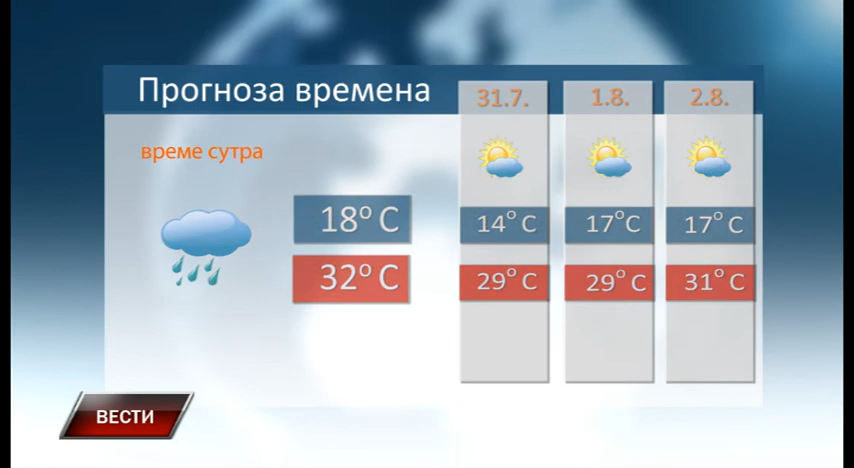 Прогноза времена
време сутра
18° C
32° C
31.7.
1.8.
2.8.
14° C
17°C
17° C
29° C
29° C
31° C
ВЕСТИ